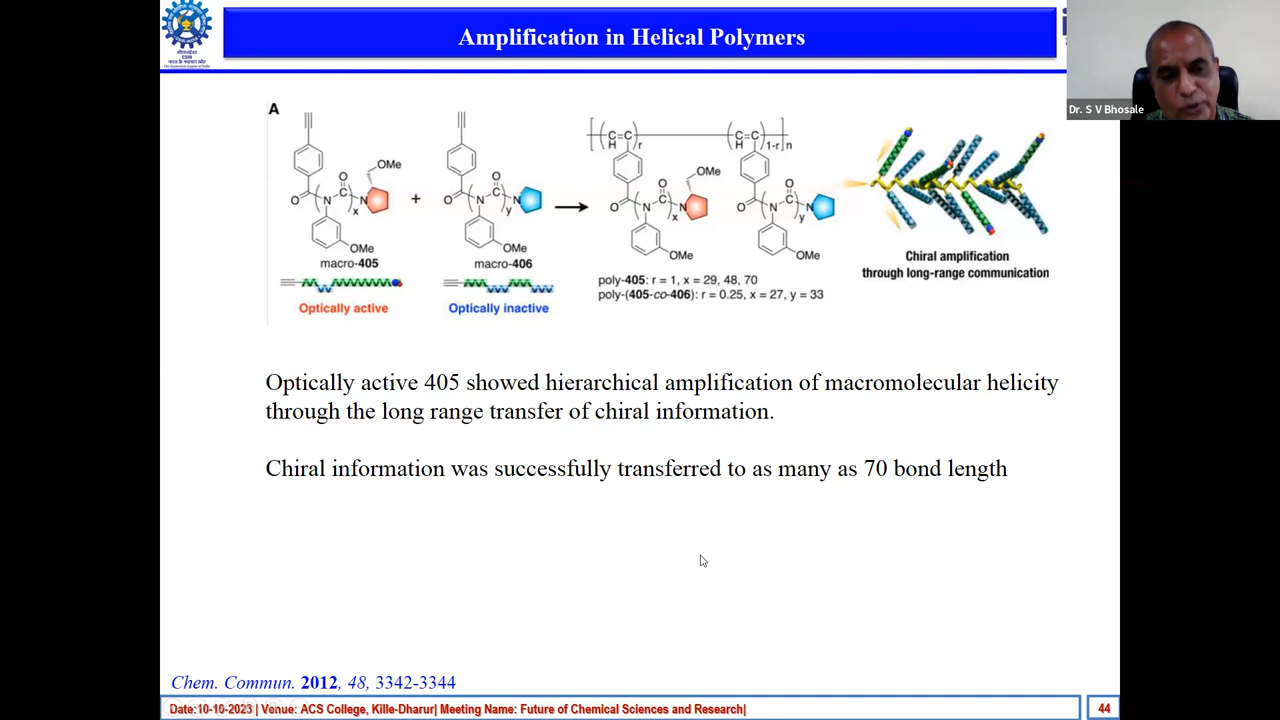 Amplification in Helical Polymers
Dr. S V Bhosale
CSIR
A
OMe
OMe
O
O
N
C
N
x
OMe
macro-405
Optically active
+
O
O
N
C
N
y
OMe
macro-406
Optically inactive
C=C
H
r
C=C
H
1-r
n
OMe
O
O
N
C
N
x
OMe
O
O
N
C
N
y
OMe
poly-405: r = 1, x = 29, 48, 70
poly-(405-co-406): r = 0.25, x = 27, y = 33
Chiral amplification
through long-range communication
Optically active 405 showed hierarchical amplification of macromolecular helicity
through the long range transfer of chiral information.
Chiral information was successfully transferred to as many as 70 bond length
Chem. Commun. 2012, 48, 3342-3344
Date:10-10-2023| Venue: ACS College, Kille-Dharur| Meeting Name: Future of Chemical Sciences and Research|
44